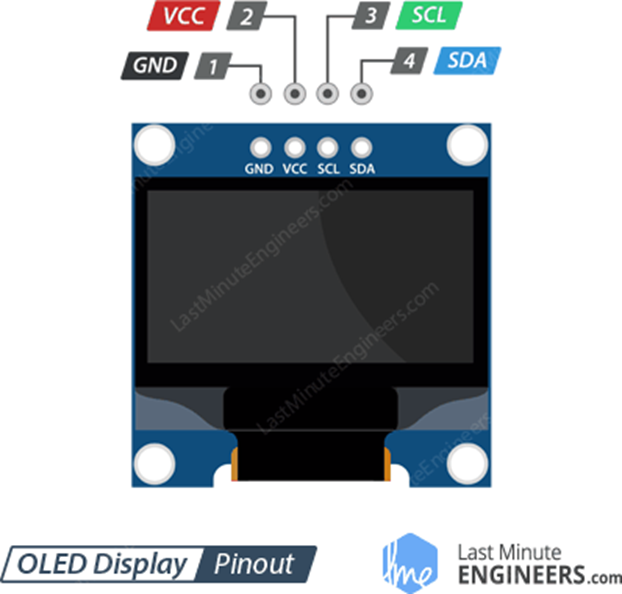 VCC 2 3 SCL
GND 1 4 SDA
GND VCC SCL SDA
LastMinuteEngineers.com
LastMinuteEngineers.com
LastMinuteEngineers.com
OLED Display Pinout
Last Minute
ENGINEERS.com